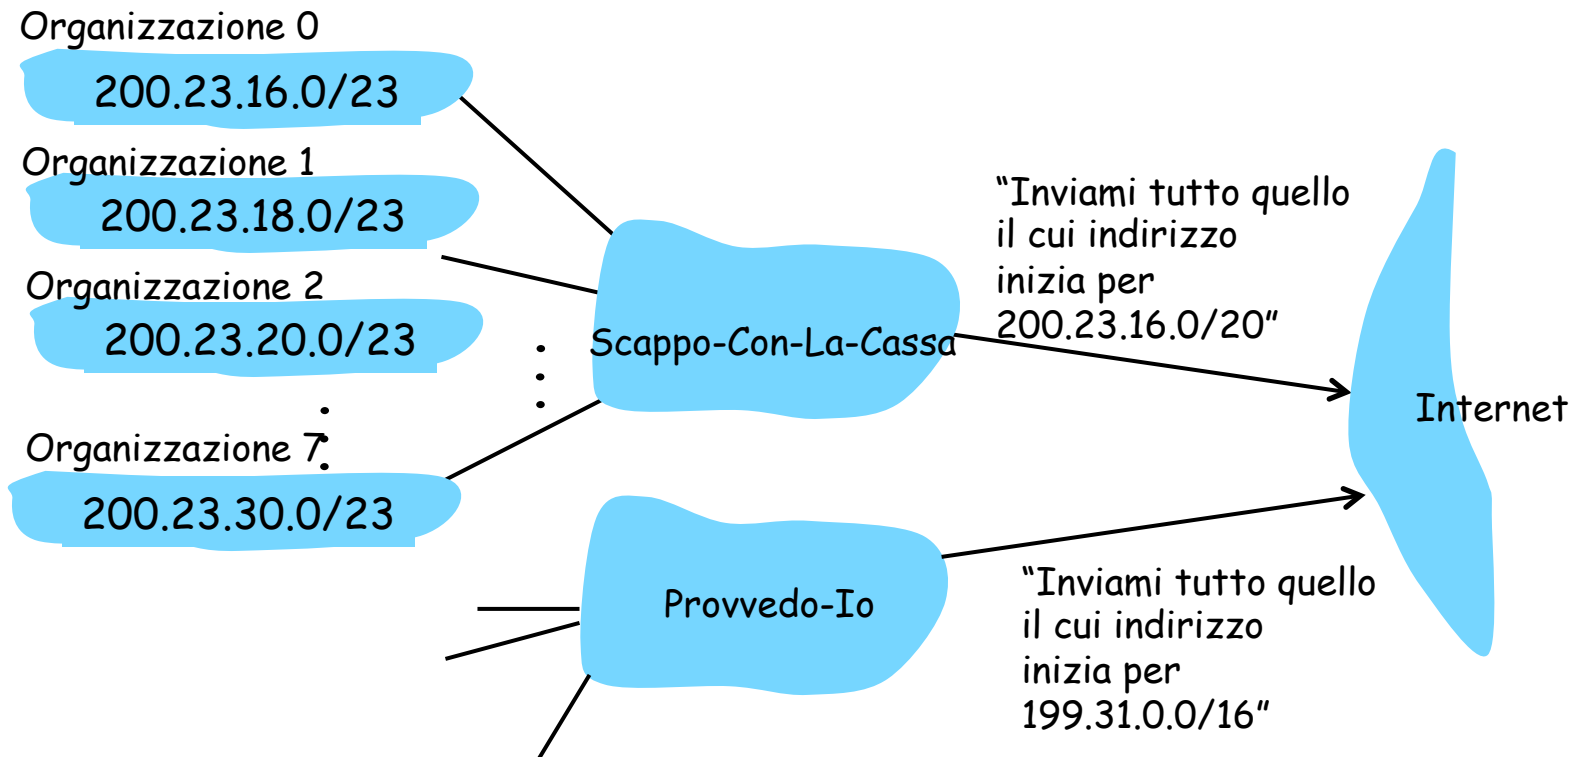 Organizzazione 0
200.23.16.0/23
Organizzazione 1
200.23.18.0/23
Organizzazione 2
200.23.20.0/23
Organizzazione 7
200.23.30.0/23
Scappo-Con-La-Cassa
“Inviami tutto quello
il cui indirizzo
inizia per
200.23.16.0/20”
Internet
Provvedo-Io
“Inviami tutto quello
il cui indirizzo
inizia per
199.31.0.0/16”